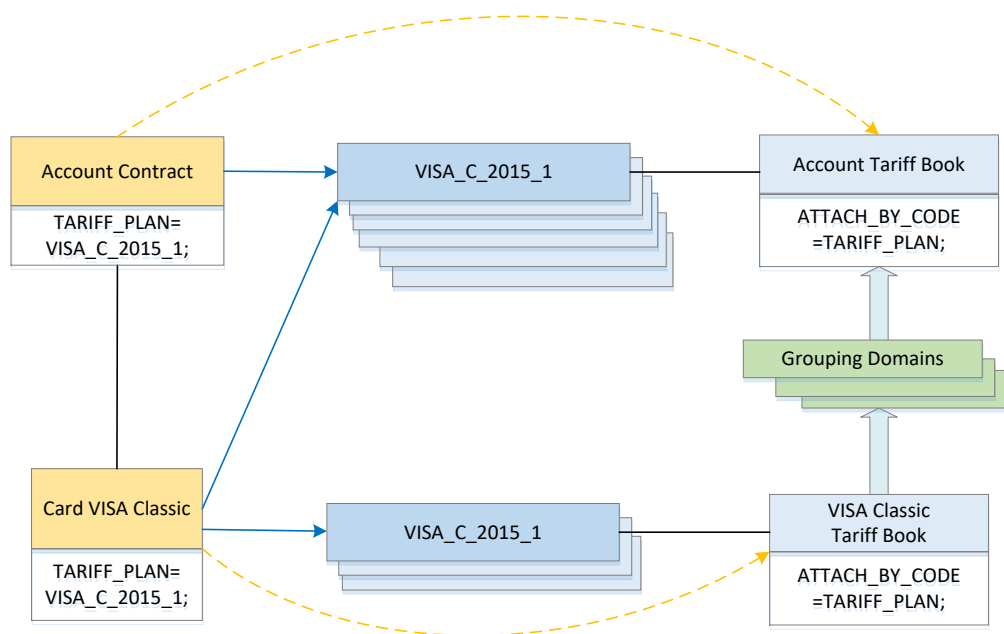 Account Contract
TARIFF_PLAN=
VISA_C_2015_1;
VISA_C_2015_1
Account Tariff Book
ATTACH_BY_CODE
=TARIFF_PLAN;
Grouping Domains
Card VISA Classic
TARIFF_PLAN=
VISA_C_2015_1;
VISA_C_2015_1
VISA Classic
Tariff Book
ATTACH_BY_CODE
=TARIFF_PLAN;